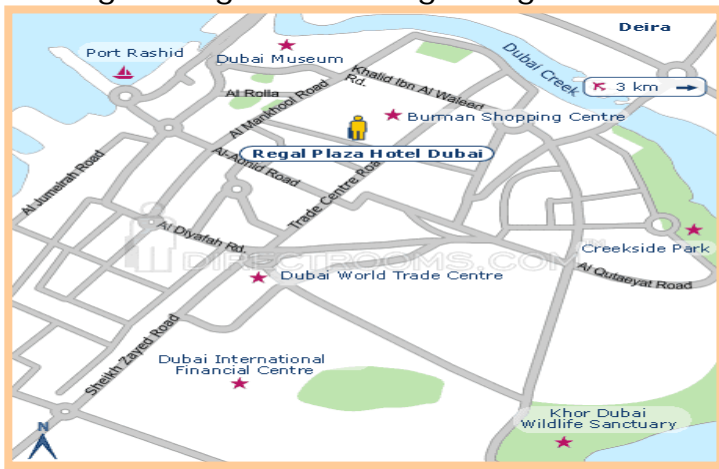 Deira
Port Rashid
Dubai Museum
Dubai Creek
3 km
Khalid Ibn Al Waleed
Rd.
Al Rolla
Al Mankhool Road
Burman Shopping Centre
Regal Plaza Hotel Dubai
Al-Adhid Road
Trade Centre Road
Al Jumeirah Road
Al Diyafah Rd.
Creekside Park
DIRECTROOMS.COM
Al Qutaeyat Road
Dubai World Trade Centre
Sheikh Zayed Road
Dubai International
Financial Centre
Khor Dubai
Wildlife Sanctuary
N